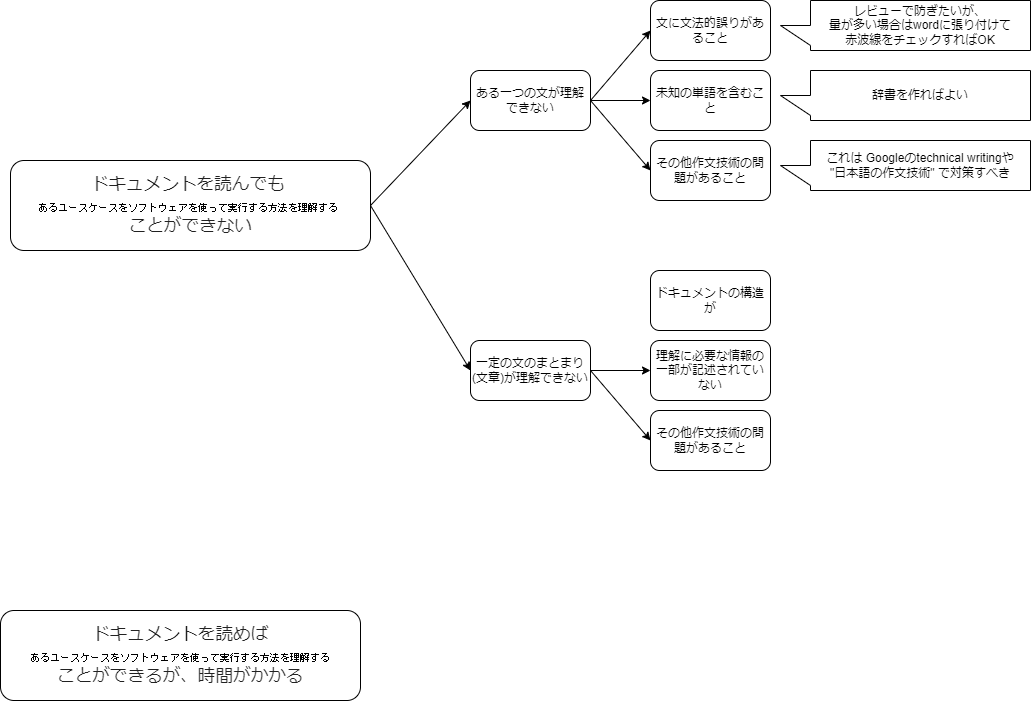 文に文法的誤りがあ
ること
レビューで防ぎたいが、
量が多い場合はwordに張り付けて
赤波線をチェックすればOK
ある一つの文が理解
できない
未知の単語を含むこ
と
辞書を作ればよい
その他作文技術の問
題があること
これは Googleのtechnical writingや
"日本語の作文技術" で対策すべき
ドキュメントを読んでも
あるユースケースをソフトウェアを使って実行する方法を理解する
ことができない
ドキュメントの構造
が
一定の文のまとまり
(文章)が理解できない
理解に必要な情報の
一部が記述されてい
ない
その他作文技術の問
題があること
ドキュメントを読めば
あるユースケースをソフトウェアを使って実行する方法を理解する
ことができるが、時間がかかる